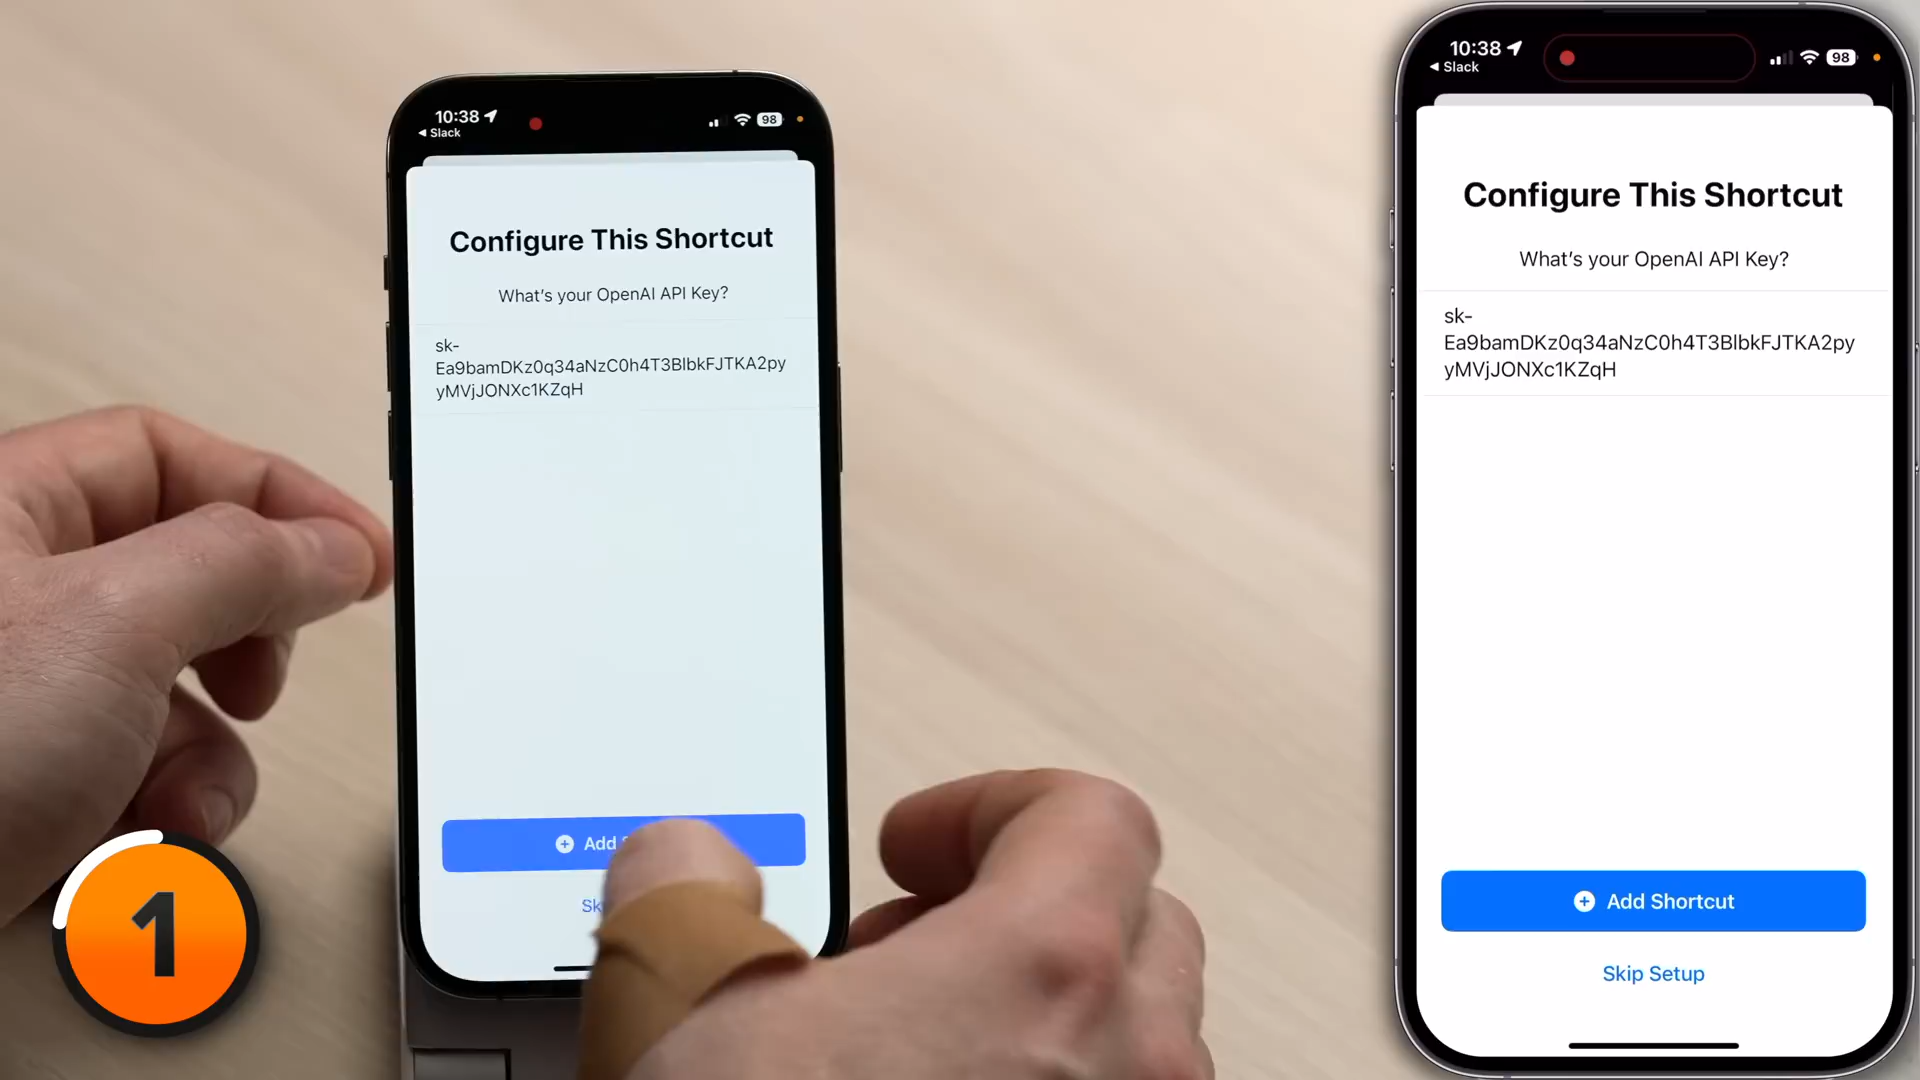 10:38
◀ Slack
98
Configure This Shortcut
What's your OpenAI API Key?
sk-
Ea9bamDKz0q34aNzC0h4T3BlbkFJTKA2py
yMVjJONXc1KZqH
Add
Sk
1
10:38
◀ Slack
98
Configure This Shortcut
What's your OpenAI API Key?
sk-
Ea9bamDKz0q34aNzC0h4T3BlbkFJTKA2py
yMVjJONXc1KZqH
Add Shortcut
Skip Setup